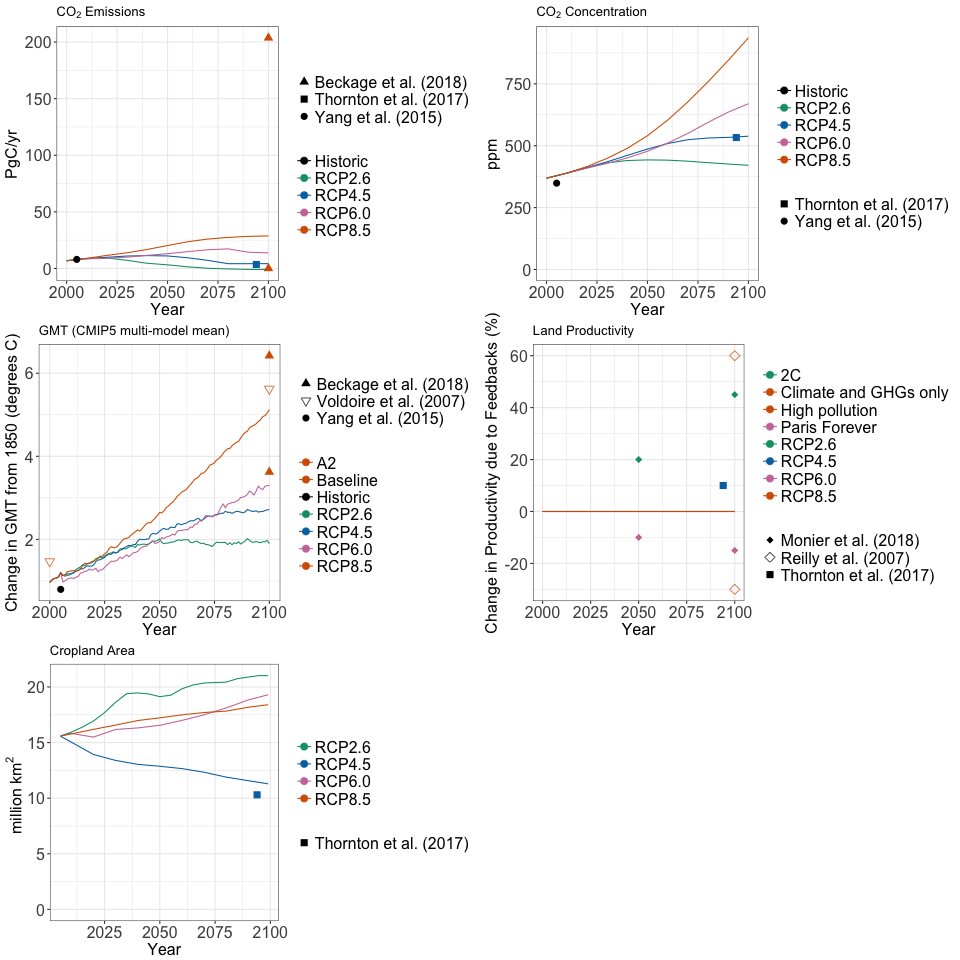 CO₂ Emissions
PgC/yr
200
150
100
50
0
2000 2025 2050 2075 2100
Year
Beckage et al. (2018)
Thornton et al. (2017)
Yang et al. (2015)
Historic
RCP2.6
RCP4.5
RCP6.0
RCP8.5
CO₂ Concentration
ppm
750
500
250
0
2000 2025 2050 2075 2100
Year
Historic
RCP2.6
RCP4.5
RCP6.0
RCP8.5
Thornton et al. (2017)
Yang et al. (2015)
GMT (CMIP5 multi-model mean)
Change in GMT from 1850 (degrees C)
6
4
2
2000 2025 2050 2075 2100
Year
Beckage et al. (2018)
Voldoire et al. (2007)
Yang et al. (2015)
A2
Baseline
Historic
RCP2.6
RCP4.5
RCP6.0
RCP8.5
Land Productivity
Change in Productivity due to Feedbacks (%)
60
40
20
0
-20
2000 2025 2050 2075 2100
Year
2C
Climate and GHGs only
High pollution
Paris Forever
RCP2.6
RCP4.5
RCP6.0
RCP8.5
Monier et al. (2018)
Reilly et al. (2007)
Thornton et al. (2017)
Cropland Area
million km²
20
15
10
5
0
2025 2050 2075 2100
Year
RCP2.6
RCP4.5
RCP6.0
RCP8.5
Thornton et al. (2017)